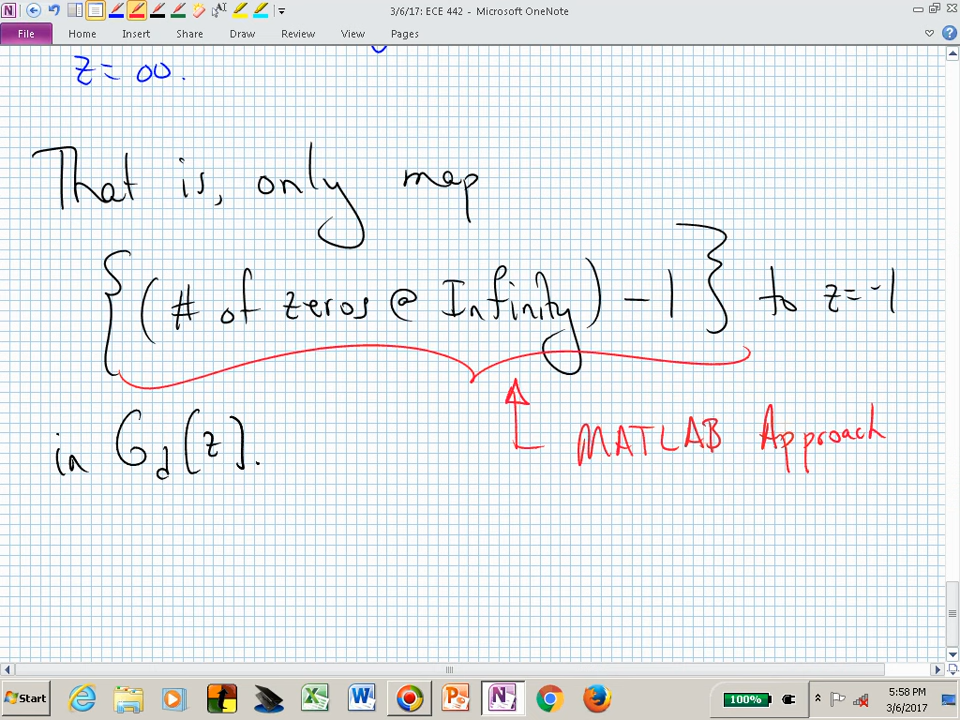 3/6/17: ECE 442 - Microsoft OneNote
File Home Insert Share Draw Review View Pages
z = ∞.
That is, only map
{(# of zeros @ Infinity) - 1} to z = -1
MATLAB Approach
in Gd(z).
Start
100%
5:58 PM
3/6/2017